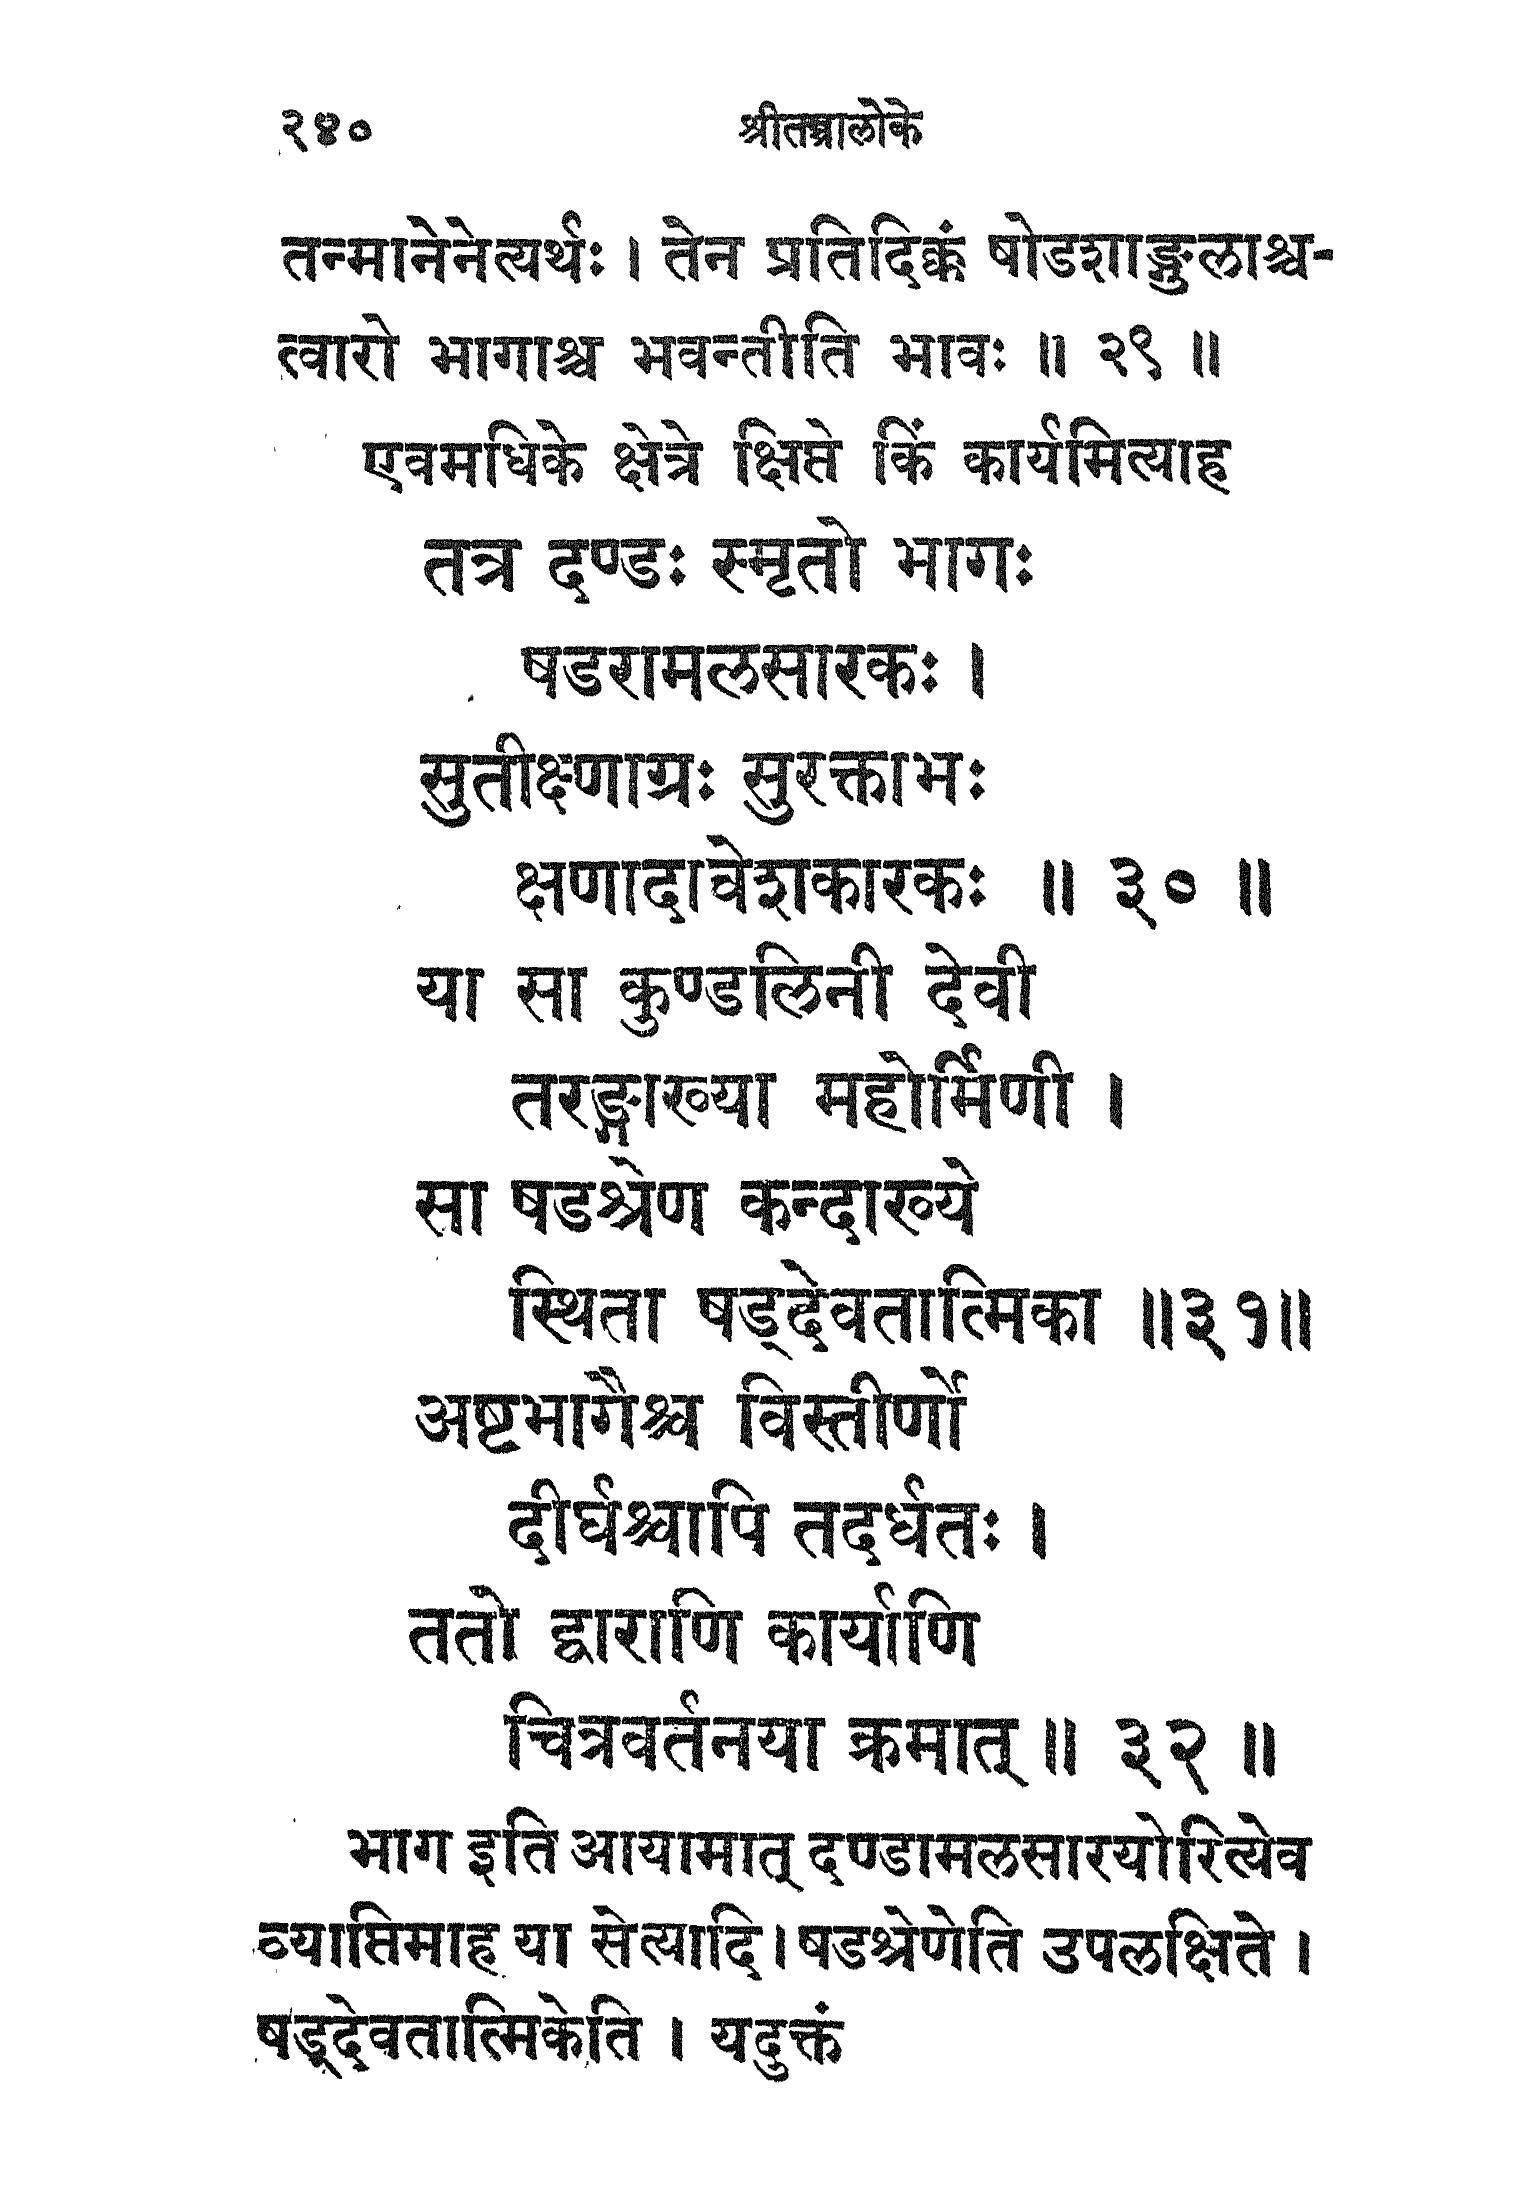 २४० श्रीतन्त्रालोके
तन्मानेनेत्यर्थः । तेन प्रतिदिक्कं षोडशाङ्गुलाश्च-
त्वारो भागाश्च भवन्तीति भावः ॥ २९ ॥
एवमधिके क्षेत्रे क्षिप्ते किं कार्यमित्याह
तत्र दण्डः स्मृतो भागः
षडरामलसारकः ।
सुतीक्ष्णाग्रः सुरक्ताभः
क्षणादावेशकारकः ॥ ३० ॥
या सा कुण्डलिनी देवी
तरङ्गाख्या महोर्मिणी ।
सा षडश्रेण कन्दाख्ये
स्थिता षड्देवतात्मिका ॥३१॥
अष्टभागैश्च विस्तीर्णो
दीर्घश्चापि तदर्धतः ।
ततो द्वाराणि कार्याणि
चित्रवर्तनया क्रमात् ॥ ३२ ॥
भाग इति आयामात् दण्डामलसारयोरित्येव
व्याप्तिमाह या सेत्यादि । षडश्रेणेति उपलक्षिते ।
षड्देवतात्मिकेति । यदुक्तं